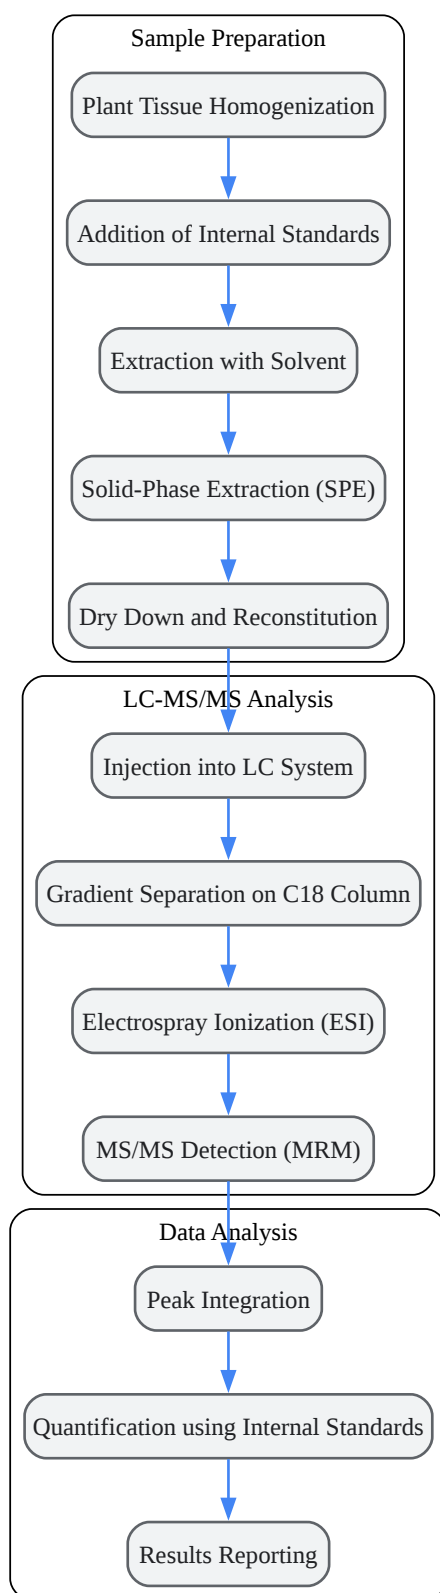 Sample Preparation
Plant Tissue Homogenization
Addition of Internal Standards
Extraction with Solvent
Solid-Phase Extraction (SPE)
Dry Down and Reconstitution
LC-MS/MS Analysis
Injection into LC System
Gradient Separation on C18 Column
Electrospray Ionization (ESI)
MS/MS Detection (MRM)
Data Analysis
Peak Integration
Quantification using Internal Standards
Results Reporting